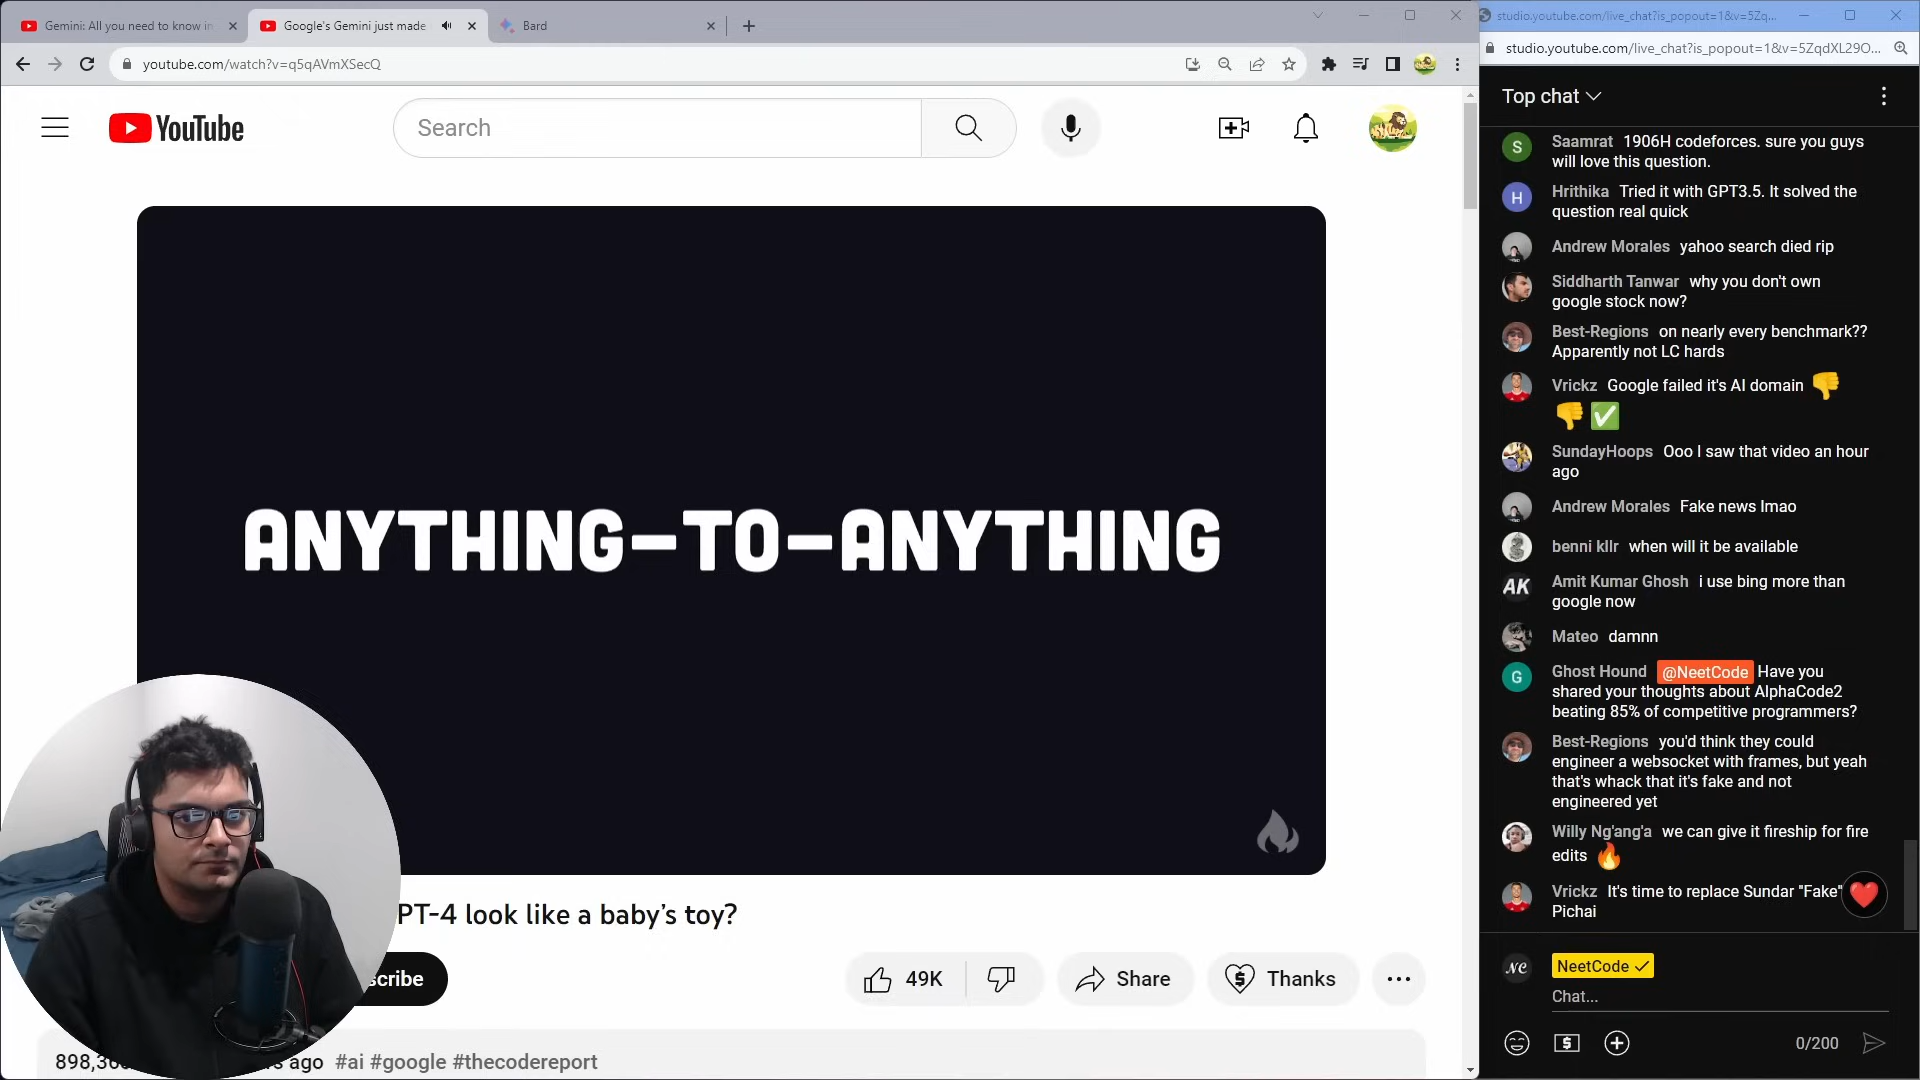 Gemini: All you need to know in
Google's Gemini just made
Bard
youtube.com/watch?v=q5qAVmXSecQ
YouTube
Search
ANYTHING-TO-ANYTHING
PT-4 look like a baby's toy?
scribe
49K
Share
Thanks
ago #ai #google #thecodereport
studio.youtube.com/live_chat?is_popout=1&v=5Zq...
studio.youtube.com/live_chat?is_popout=1&v=5ZqdXL29O...
Top chat
S
Saamrat 1906H codeforces. sure you guys
will love this question.
H
Hrithika Tried it with GPT3.5. It solved the
question real quick
Andrew Morales yahoo search died rip
Siddharth Tanwar why you don't own
google stock now?
Best-Regions on nearly every benchmark??
Apparently not LC hards
Vrickz Google failed it's AI domain 👎
👎✅
SundayHoops Ooo I saw that video an hour
ago
Andrew Morales Fake news lmao
benni kllr when will it be available
AK
Amit Kumar Ghosh i use bing more than
google now
Mateo damnn
G
Ghost Hound @NeetCode Have you
shared your thoughts about AlphaCode2
beating 85% of competitive programmers?
Best-Regions you'd think they could
engineer a websocket with frames, but yeah
that's whack that it's fake and not
engineered yet
Willy Ng'ang'a we can give it fireship for fire
edits 🔥
Vrickz It's time to replace Sundar "Fake"
Pichai
NC
NeetCode
Chat...
0/200